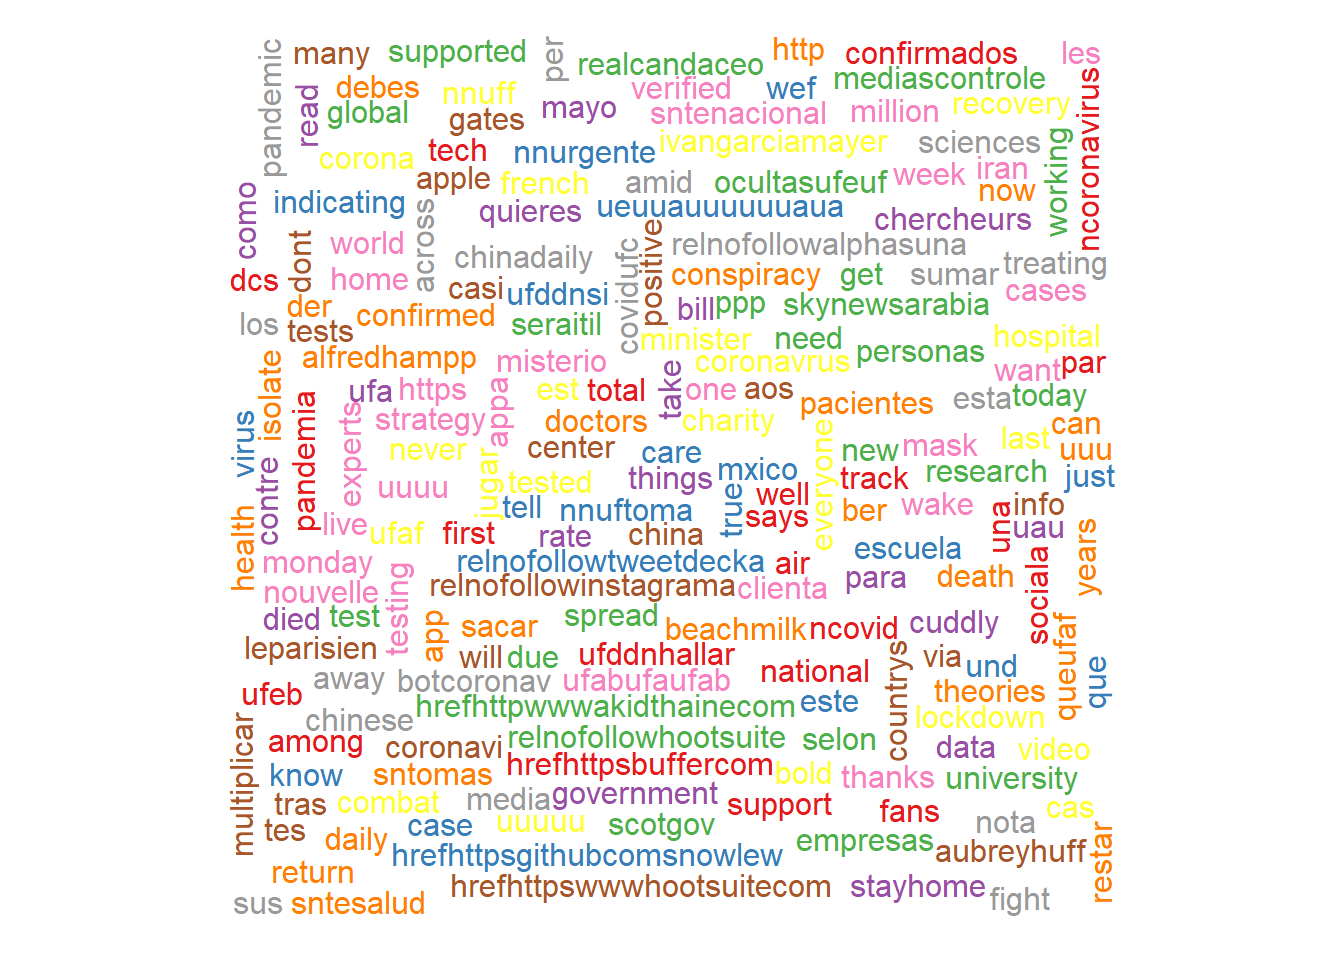 pandemic many supported per realcandaceo http confirmados les
read debes nnuff verified wef mediascontrole ncoronavirus
global gates mayo sntenacional million recovery
corona tech nnurgente ivangarciamayer sciences working
apple french amid ocultasufeuf week iran now
como indicating across quieres ueuuauuuuuuaua chercheurs
dont world chinadaily covidufc positive relnofollowalphasuna treating
dcs home casi ufddnsi conspiracy get sumar cases
der bill ppp skynewsarabia
los tests confirmed seraitil minister need hospital
isolate alfredhampp misterio coronavrus personas want par
ufa https appa est total take one aos pacientes esta today
virus pandemia experts strategy doctors charity everyone can
never center care new mask last uuu
contre uuuu jugar tested things mxico track research just
live tell nnuftoma true well says ber wake una info
health ufaf first rate china escuela uau years
monday relnofollowtweetdecka air para death
nouvelle testing relnofollowinstagrama clienta sociala
died test app sacar spread beachmilk ncovid cuddly
leparisien will due ufddnhallar national countrys via und queufaf que
ufeb away botcoronav ufabufaufab theories
chinese hrefhttpwwwakidthainecom este lockdown
multiplicar among coronavi relnofollowhootsuite selon data video
know sntomas hrefhttpsbuffercom bold thanks university
tras combat media government support fans cas
tes case uuuuu scotgov nota restar
daily hrefhttpsgithubcomsnowlew empresas aubreyhuff
return hrefhttpswwwhootsuitecom stayhome fight
sus sntesalud